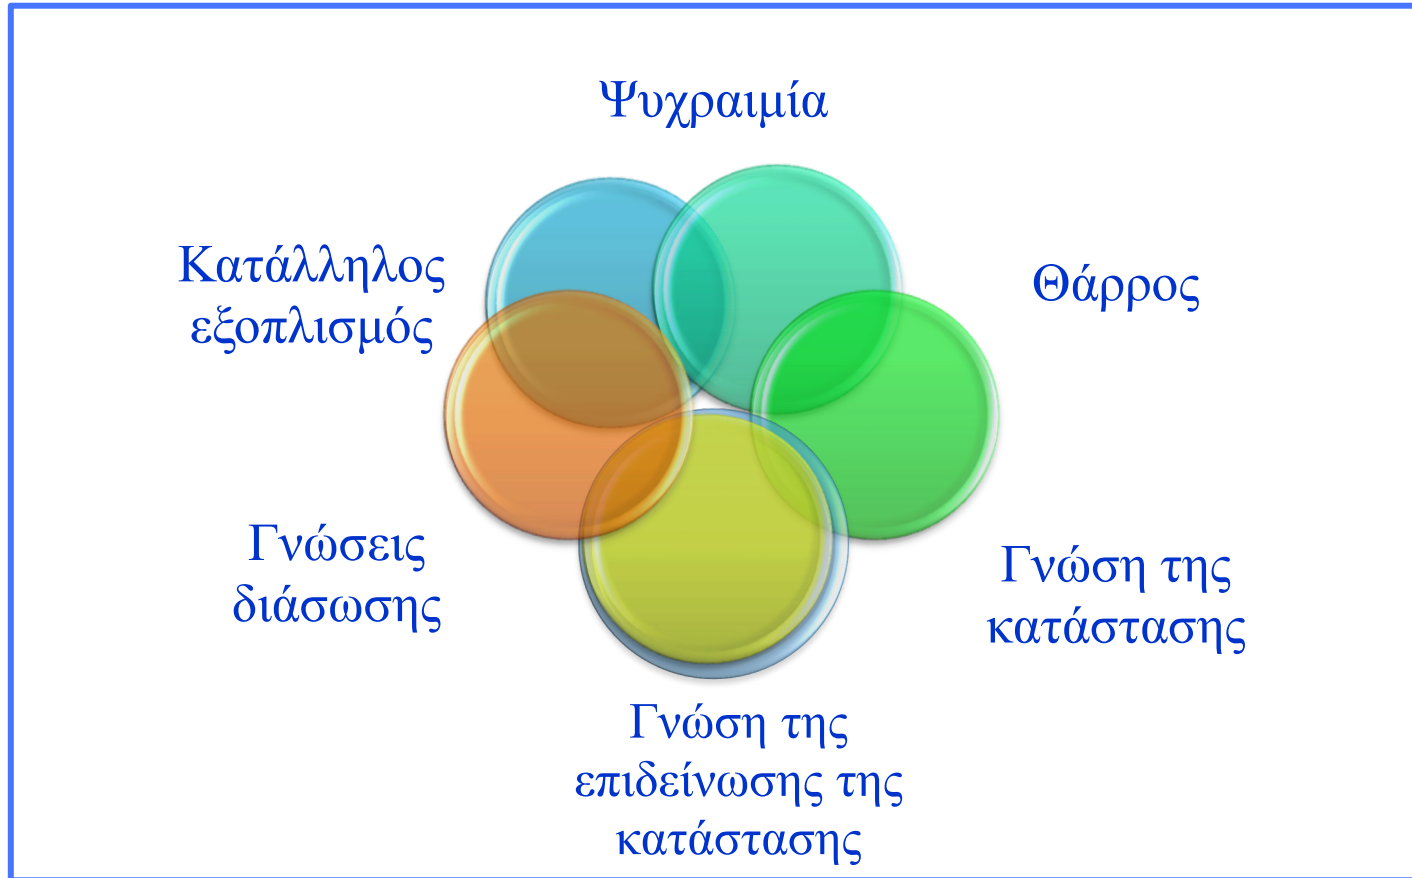 Ψυχραιμία
Κατάλληλος
εξοπλισμός
Θάρρος
Γνώσεις
διάσωσης
Γνώση της
κατάστασης
Γνώση της
επιδείνωσης της
κατάστασης